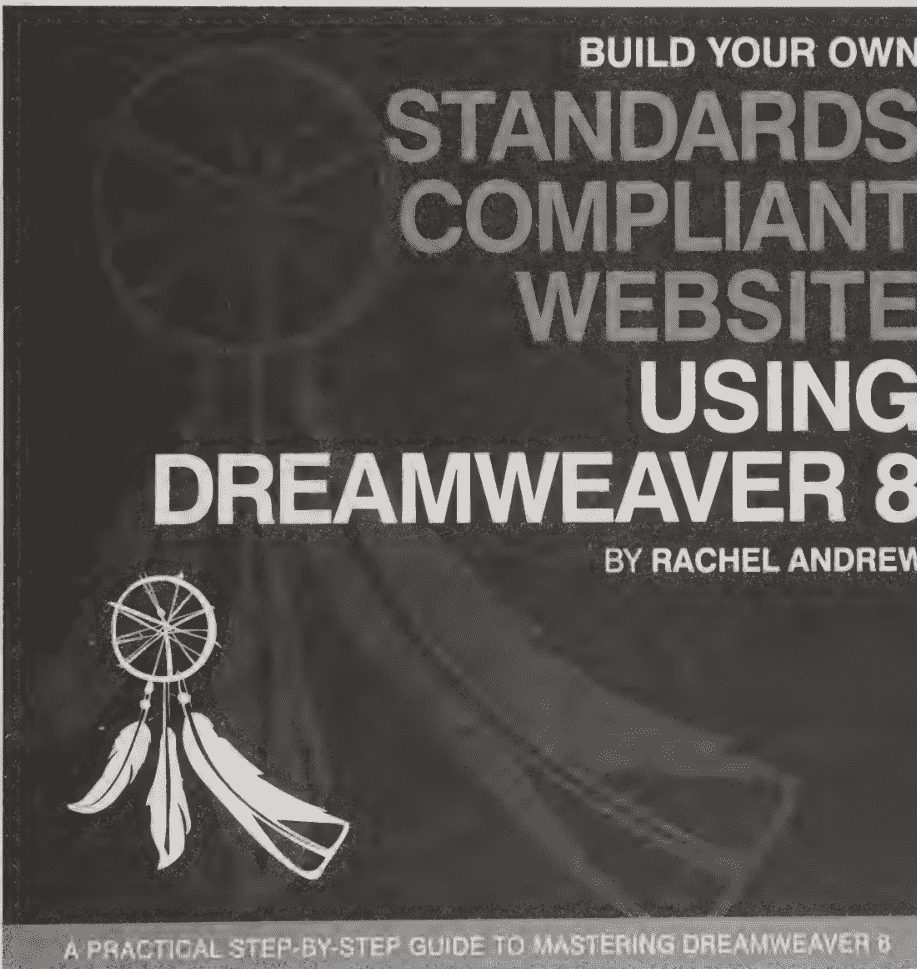 BUILD YOUR OWN
STANDARDS
COMPLIANT
WEBSITE
USING
DREAMWEAVER 8
BY RACHEL ANDREW
A PRACTICAL STEP-BY-STEP GUIDE TO MASTERING DREAMWEAVER 8